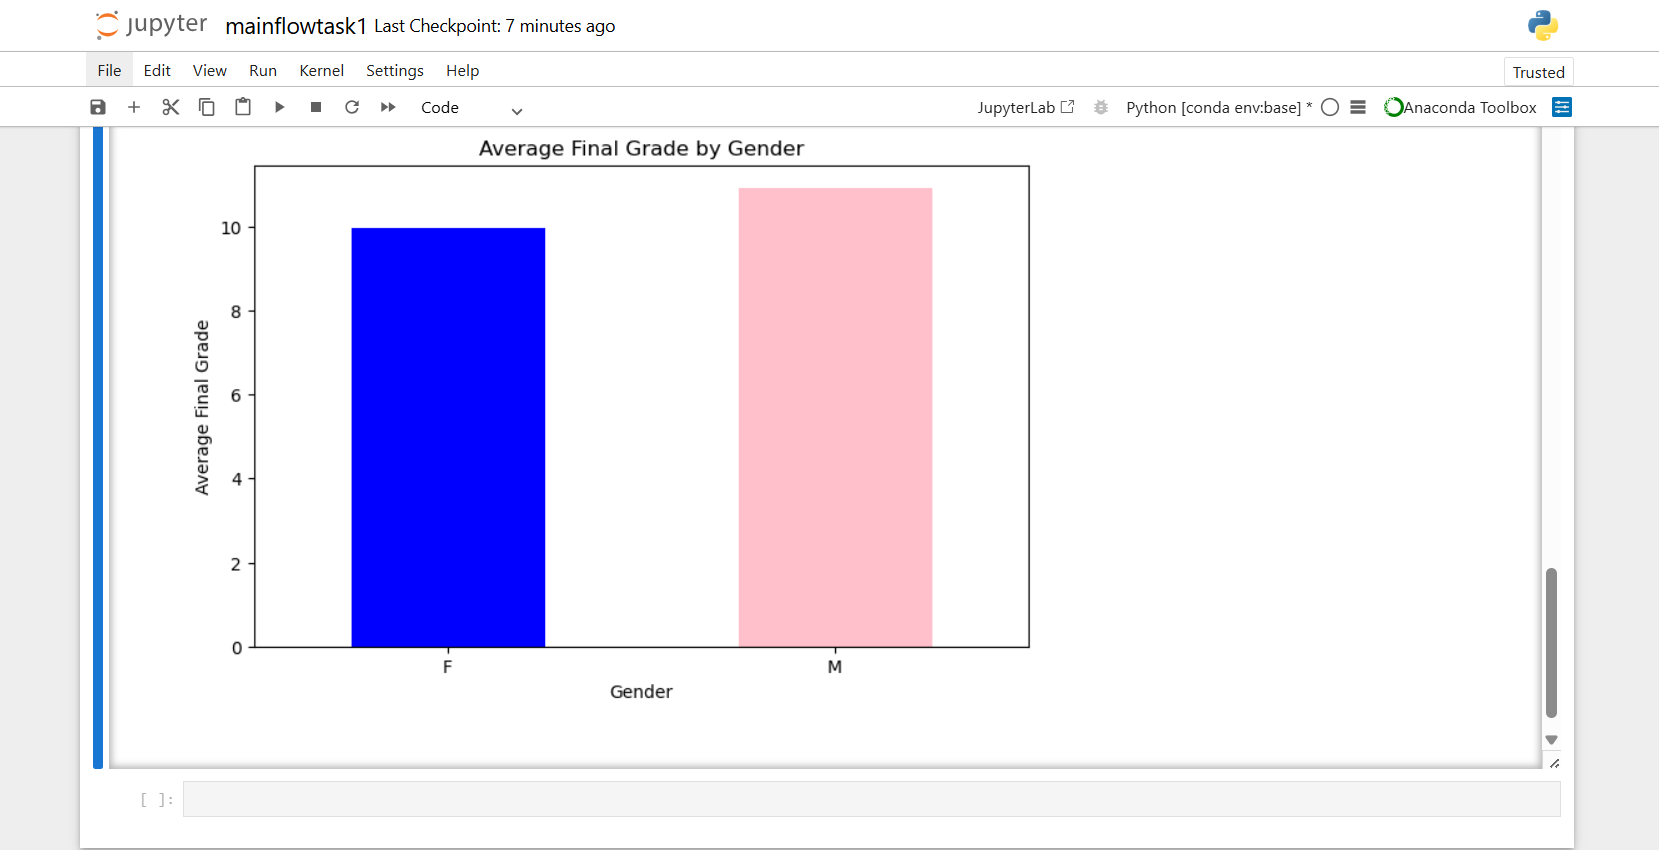 jupyter mainflowtask1 Last Checkpoint: 7 minutes ago
File Edit View Run Kernel Settings Help Trusted
Code JupyterLab Python [conda env:base] * Anaconda Toolbox
Average Final Grade by Gender
Average Final Grade
10
8
6
4
2
0
F M
Gender
[ ]: